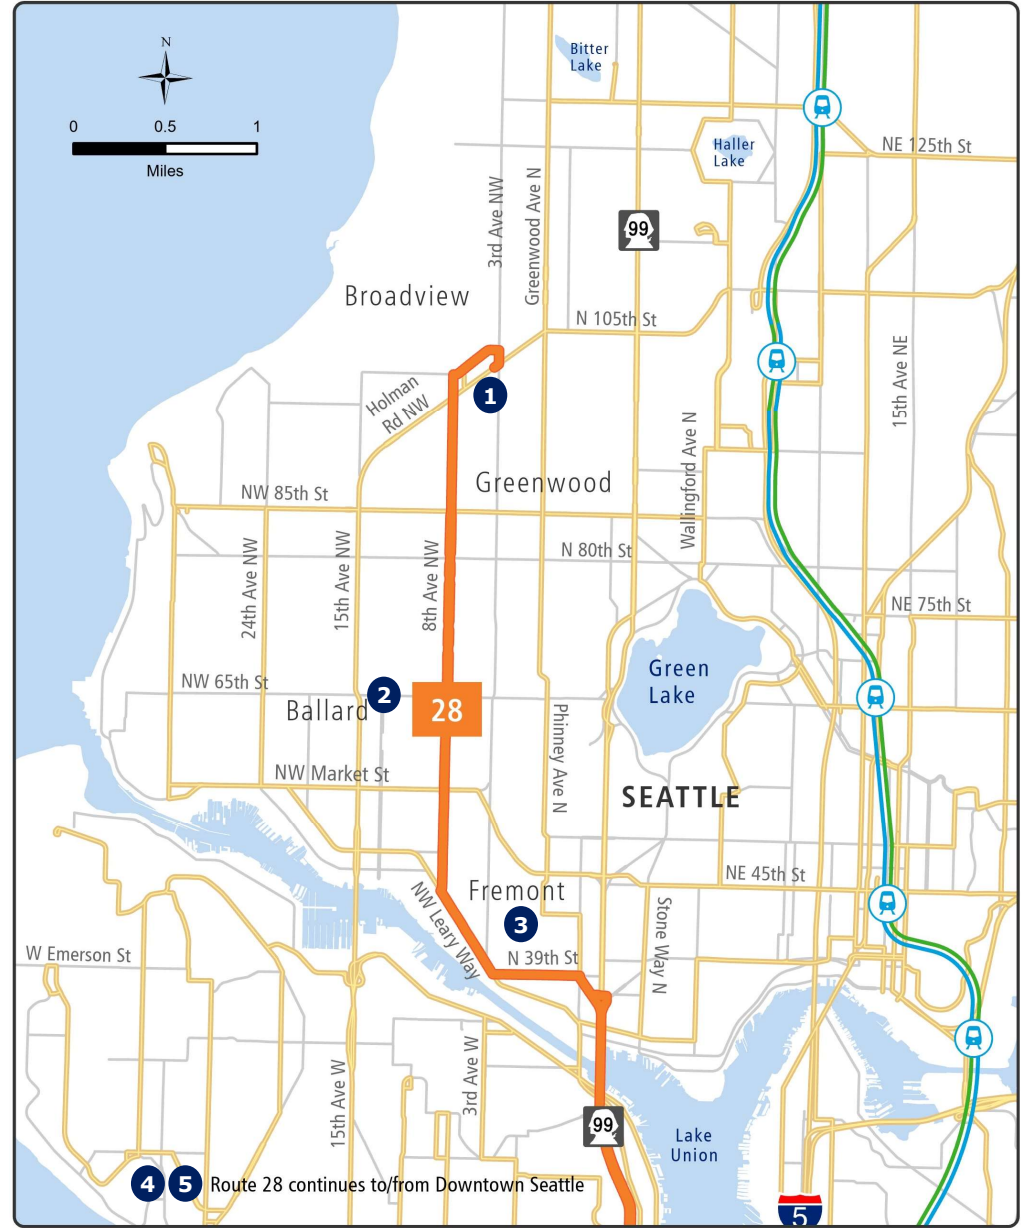 N
0 0.5 1
Miles
Bitter
Lake
Haller
Lake
NE 125th St
3rd Ave NW
Greenwood Ave N
99
Broadview
N 105th St
15th Ave NE
1
Holman
Rd NW
Wallingford Ave N
Greenwood
NW 85th St
24th Ave NW
15th Ave NW
8th Ave NW
N 80th St
NE 75th St
Green
Lake
NW 65th St
2
Ballard
28
Phinney Ave N
NW Market St
SEATTLE
NE 45th St
Fremont
3
NW Leary Way
Stone Way N
N 39th St
W Emerson St
15th Ave W
3rd Ave W
99
Lake
Union
4 5 Route 28 continues to/from Downtown Seattle
5